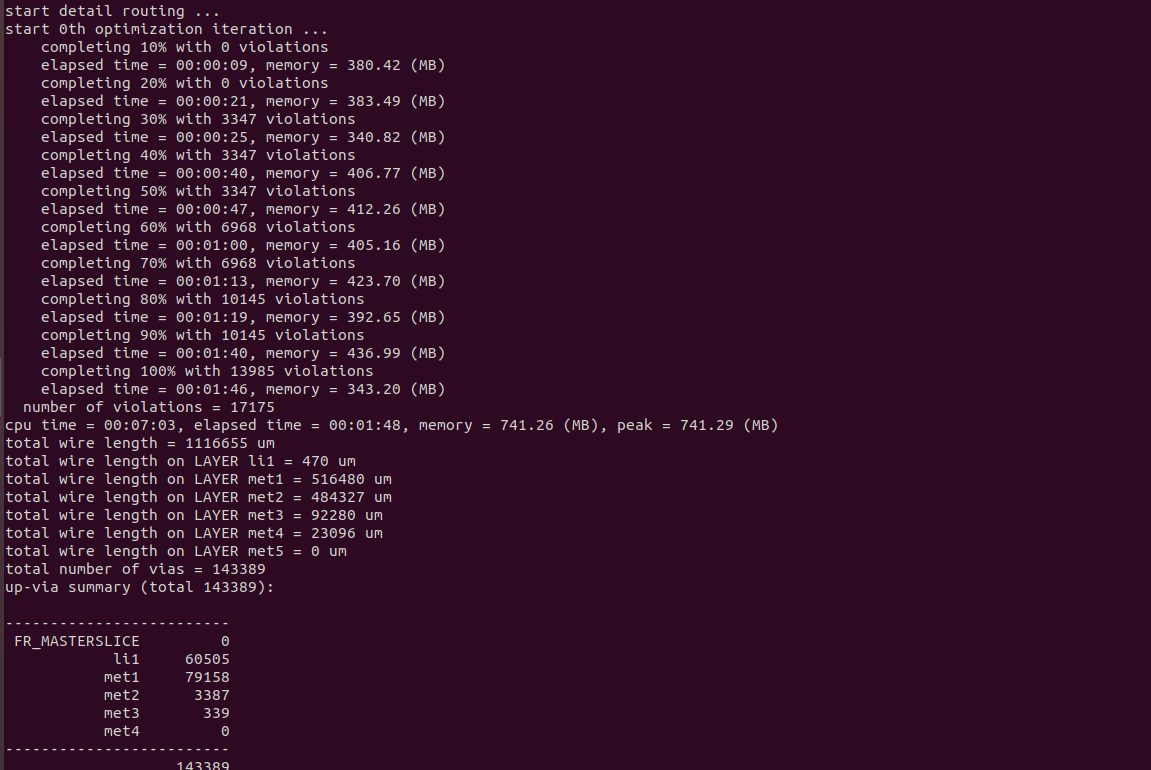 start detail routing ...
start 0th optimization iteration ...
    completing 10% with 0 violations
    elapsed time = 00:00:09, memory = 380.42 (MB)
    completing 20% with 0 violations
    elapsed time = 00:00:21, memory = 383.49 (MB)
    completing 30% with 3347 violations
    elapsed time = 00:00:25, memory = 340.82 (MB)
    completing 40% with 3347 violations
    elapsed time = 00:00:40, memory = 406.77 (MB)
    completing 50% with 3347 violations
    elapsed time = 00:00:47, memory = 412.26 (MB)
    completing 60% with 6968 violations
    elapsed time = 00:01:00, memory = 405.16 (MB)
    completing 70% with 6968 violations
    elapsed time = 00:01:13, memory = 423.70 (MB)
    completing 80% with 10145 violations
    elapsed time = 00:01:19, memory = 392.65 (MB)
    completing 90% with 10145 violations
    elapsed time = 00:01:40, memory = 436.99 (MB)
    completing 100% with 13985 violations
    elapsed time = 00:01:46, memory = 343.20 (MB)
  number of violations = 17175
cpu time = 00:07:03, elapsed time = 00:01:48, memory = 741.26 (MB), peak = 741.29 (MB)
total wire length = 1116655 um
total wire length on LAYER li1 = 470 um
total wire length on LAYER met1 = 516480 um
total wire length on LAYER met2 = 484327 um
total wire length on LAYER met3 = 92280 um
total wire length on LAYER met4 = 23096 um
total wire length on LAYER met5 = 0 um
total number of vias = 143389
up-via summary (total 143389):

-------------------------
 FR_MASTERSLICE         0
            li1     60505
           met1     79158
           met2      3387
           met3       339
           met4         0
-------------------------
                   143389